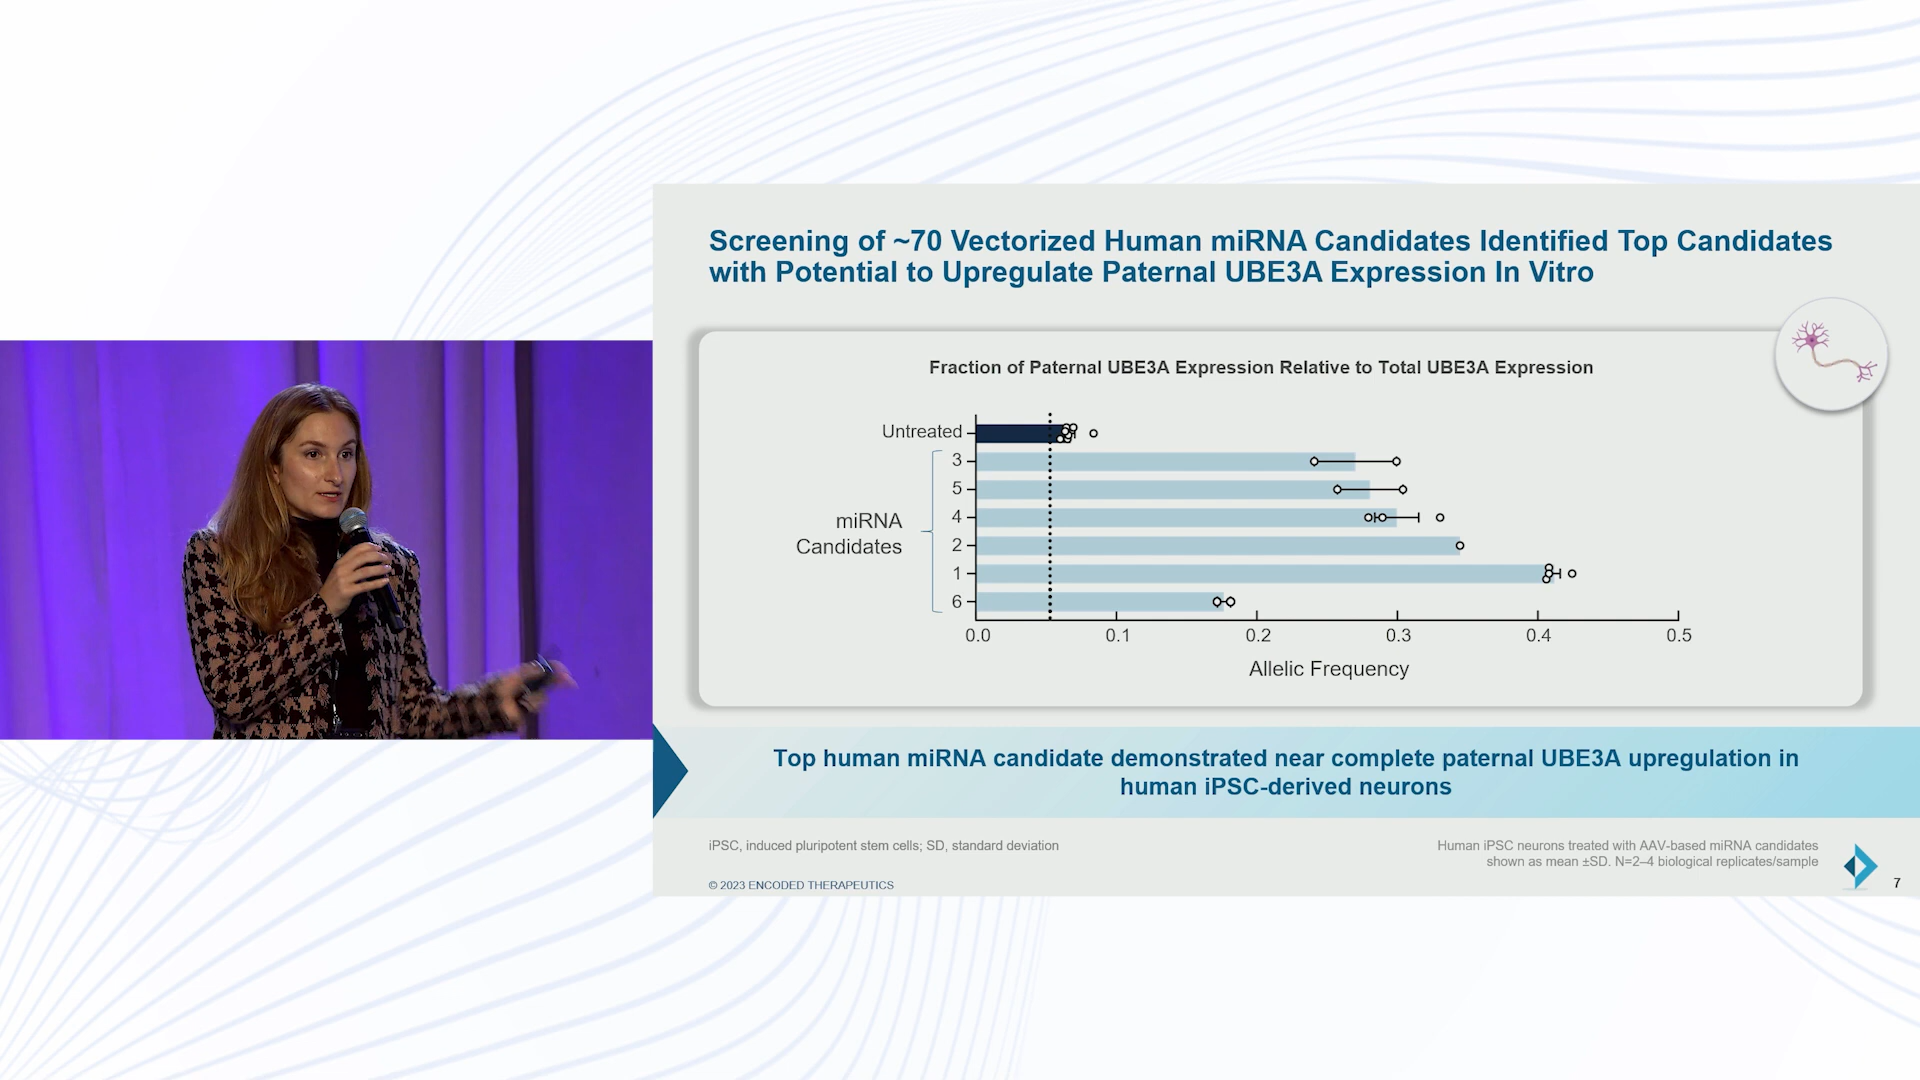 Screening of ~70 Vectorized Human miRNA Candidates Identified Top Candidates
with Potential to Upregulate Paternal UBE3A Expression In Vitro
Fraction of Paternal UBE3A Expression Relative to Total UBE3A Expression
Untreated
3
5
4
2
1
6
miRNA
Candidates
0.0 0.1 0.2 0.3 0.4 0.5
Allelic Frequency
Top human miRNA candidate demonstrated near complete paternal UBE3A upregulation in
human iPSC-derived neurons
iPSC, induced pluripotent stem cells; SD, standard deviation
Human iPSC neurons treated with AAV-based miRNA candidates
shown as mean ±SD. N=2–4 biological replicates/sample
© 2023 ENCODED THERAPEUTICS
7